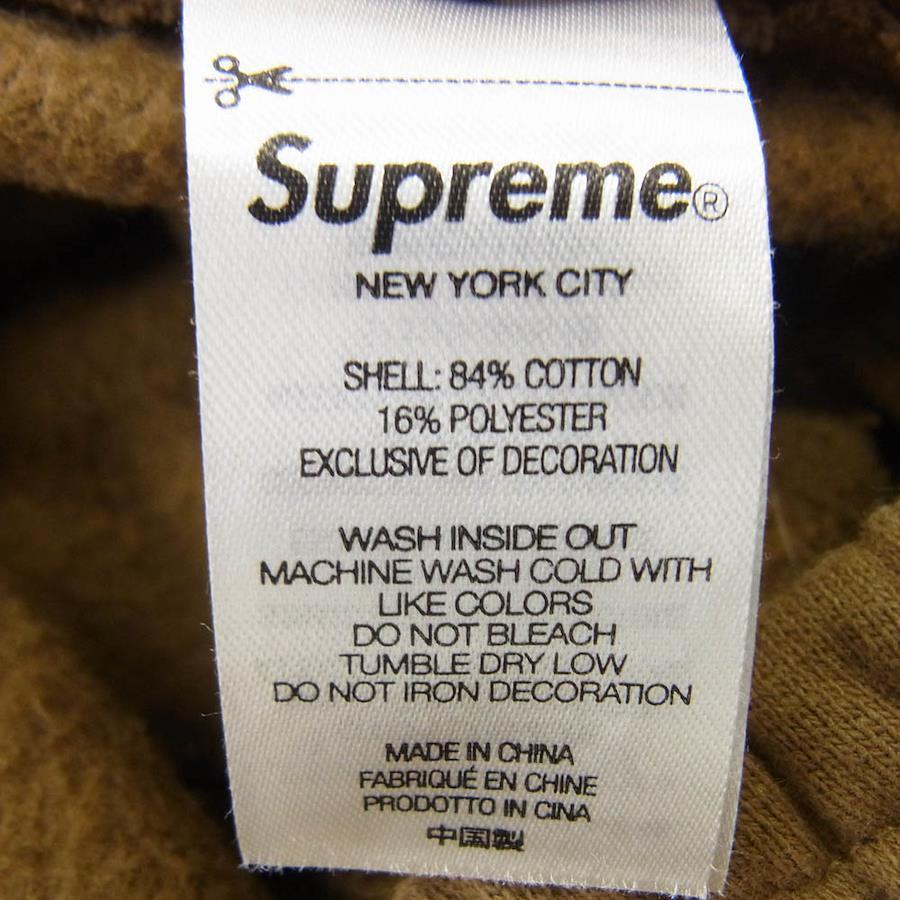 Supreme®
NEW YORK CITY
SHELL: 84% COTTON
16% POLYESTER
EXCLUSIVE OF DECORATION
WASH INSIDE OUT
MACHINE WASH COLD WITH
LIKE COLORS
DO NOT BLEACH
TUMBLE DRY LOW
DO NOT IRON DECORATION
MADE IN CHINA
FABRIQUÉ EN CHINE
PRODOTTO IN CINA
中国製